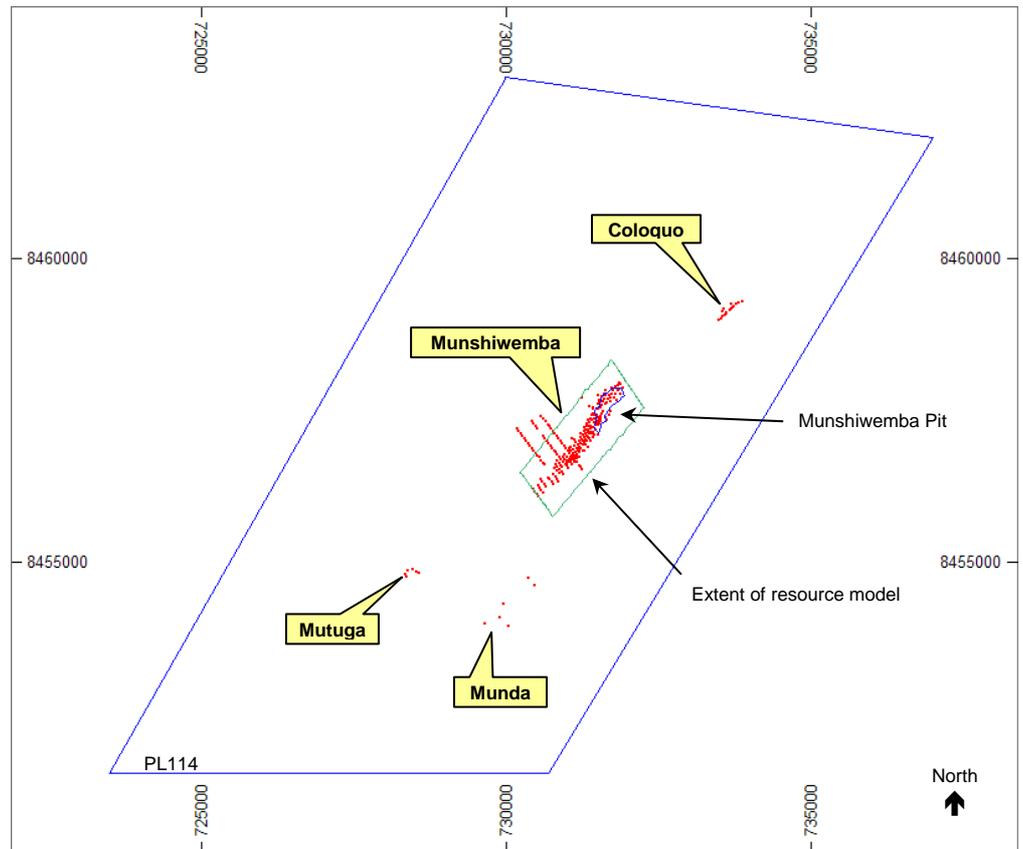 725000
730000
735000
Coloquo
8460000
8460000
Munshiwemba
Munshiwemba Pit
8455000
8455000
Extent of resource model
Mutuga
Munda
PL114
North
725000
730000
735000